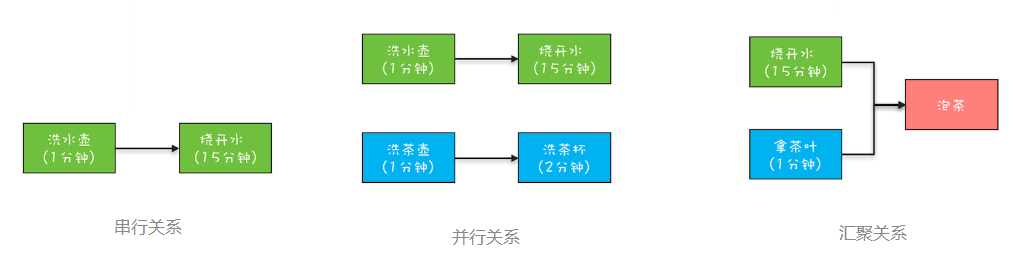 洗水壶
(1分钟)
烧开水
(15分钟)
串行关系
洗水壶
(1分钟)
烧开水
(15分钟)
洗茶壶
(1分钟)
洗茶杯
(2分钟)
并行关系
烧开水
(15分钟)
拿茶叶
(1分钟)
泡茶
汇聚关系